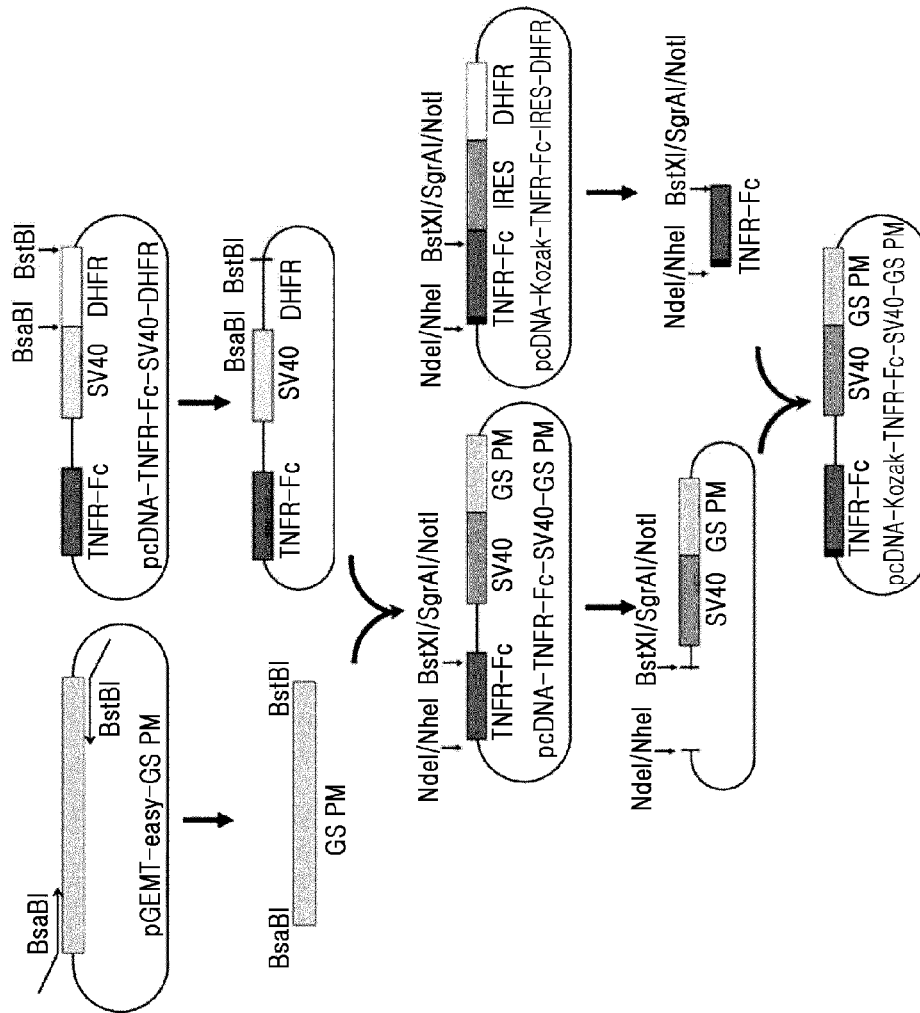 BsaBI
BstBI
pGEMT-easy-GS PM
BsaBI BstBI
TNFR-Fc SV40 DHFR
pcDNA-TNFR-Fc-SV40-DHFR
BsaBI BstBI
GS PM
BsaBI BstBI
TNFR-Fc SV40 DHFR
NdeI/NheI BstXI/SgrAI/NotI
TNFR-Fc SV40 GS PM
pcDNA-TNFR-Fc-SV40-GS PM
NdeI/NheI BstXI/SgrAI/NotI
TNFR-Fc IRES DHFR
pcDNA-Kozak-TNFR-Fc-IRES-DHFR
NdeI/NheI BstXI/SgrAI/NotI
SV40 GS PM
NdeI/NheI BstXI/SgrAI/NotI
TNFR-Fc
TNFR-Fc SV40 GS PM
pcDNA-Kozak-TNFR-Fc-SV40-GS PM